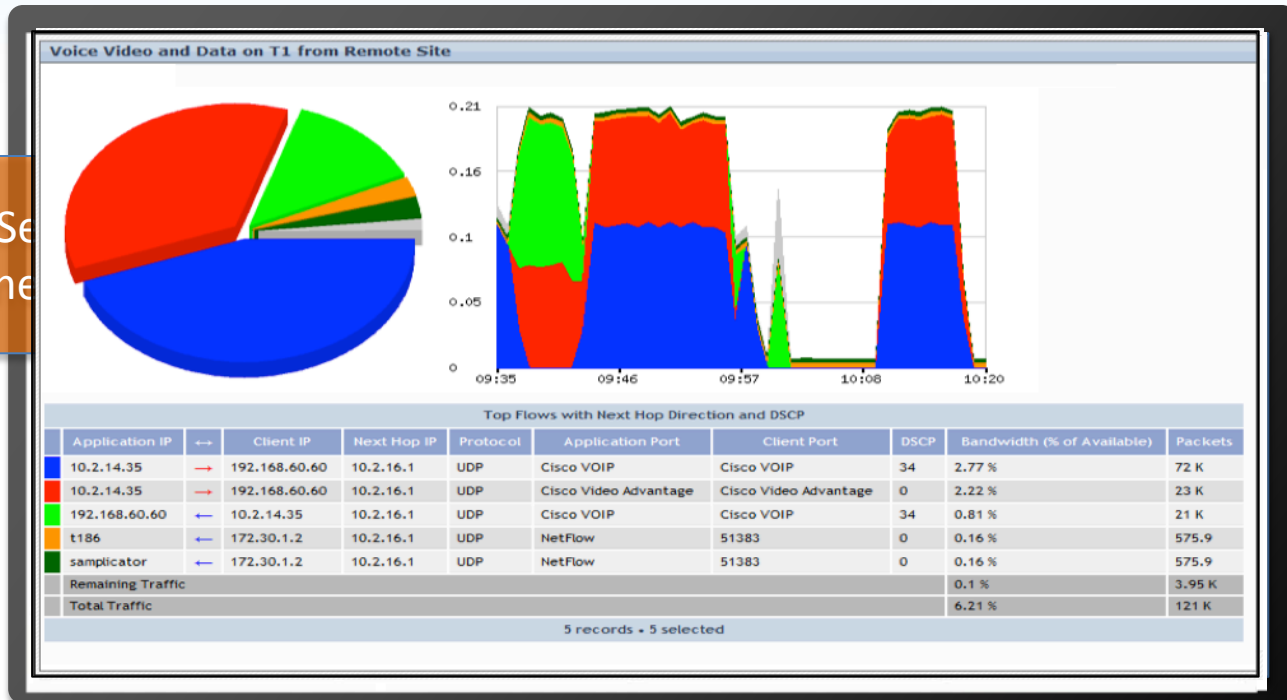 Voice Video and Data on T1 from Remote Site
0.21
0.16
0.1
0.05
0
09:35 09:46 09:57 10:08 10:20
Top Flows with Next Hop Direction and DSCP
Application IP ↔ Client IP Next Hop IP Protocol Application Port Client Port DSCP Bandwidth (% of Available) Packets
10.2.14.35 → 192.168.60.60 10.2.16.1 UDP Cisco VOIP Cisco VOIP 34 2.77 % 72 K
10.2.14.35 → 192.168.60.60 10.2.16.1 UDP Cisco Video Advantage Cisco Video Advantage 0 2.22 % 23 K
192.168.60.60 ← 10.2.14.35 10.2.16.1 UDP Cisco VOIP Cisco VOIP 34 0.81 % 21 K
t186 ← 172.30.1.2 10.2.16.1 UDP NetFlow 51383 0 0.16 % 575.9
samplicator ← 172.30.1.2 10.2.16.1 UDP NetFlow 51383 0 0.16 % 575.9
Remaining Traffic 0.1 % 3.95 K
Total Traffic 6.21 % 121 K
5 records • 5 selected